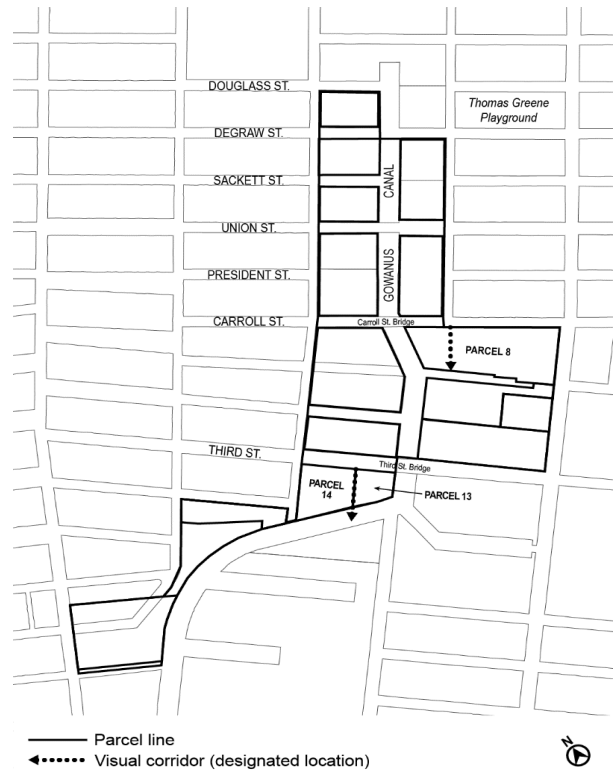 DOUGLASS ST.
Thomas Greene
Playground
DEGRAW ST.
SACKETT ST.
CANAL
UNION ST.
PRESIDENT ST.
GOWANUS
CARROLL ST.
Carroll St. Bridge
PARCEL 8
THIRD ST.
Third St. Bridge
PARCEL
14
PARCEL 13
Parcel line
Visual corridor (designated location)
N